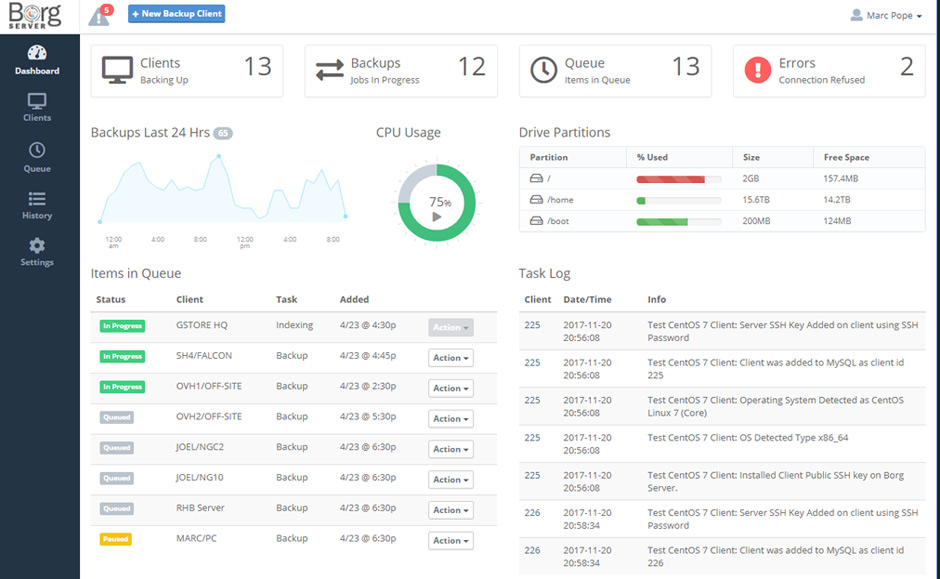 Borg
SERVER
5
+ New Backup Client
Marc Pope
Dashboard
Clients
Queue
History
Settings
Clients
Backing Up
13
Backups
Jobs In Progress
12
Queue
Items in Queue
13
Errors
Connection Refused
2
Backups Last 24 Hrs 65
12:00
am
4:00
8:00
12:00
pm
4:00
8:00
CPU Usage
75%
Drive Partitions
Partition % Used Size Free Space
/ 2GB 157.4MB
/home 15.6TB 14.2TB
/boot 200MB 124MB
Items in Queue
Status Client Task Added
In Progress GSTORE HQ Indexing 4/23 @ 4:30p Action
In Progress SH4/FALCON Backup 4/23 @ 4:45p Action
In Progress OVH1/OFF-SITE Backup 4/23 @ 2:30p Action
Queued OVH2/OFF-SITE Backup 4/23 @ 5:30p Action
Queued JOEL/NGC2 Backup 4/23 @ 6:30p Action
Queued JOEL/NG10 Backup 4/23 @ 6:30p Action
Queued RHB Server Backup 4/23 @ 6:30p Action
Paused MARC/PC Backup 4/23 @ 6:30p Action
Task Log
Client Date/Time Info
225 2017-11-20 Test CentOS 7 Client: Server SSH Key Added on client using SSH
20:56:08 Password
225 2017-11-20 Test CentOS 7 Client: Client was added to MySQL as client id
20:56:08 225
225 2017-11-20 Test CentOS 7 Client: Operating System Detected as CentOS
20:56:08 Linux 7 (Core)
225 2017-11-20 Test CentOS 7 Client: OS Detected Type x86_64
20:56:08
225 2017-11-20 Test CentOS 7 Client: Installed Client Public SSH key on Borg
20:56:08 Server.
226 2017-11-20 Test CentOS 7 Client: Server SSH Key Added on client using SSH
20:58:34 Password
226 2017-11-20 Test CentOS 7 Client: Client was added to MySQL as client id
20:58:34 226